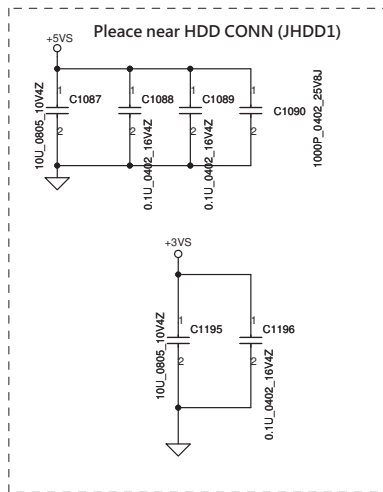 Pleace near HDD CONN (JHDD1)
+5VS
1
C1087
2
10U_0805_10V4Z
1
C1088
2
0.1U_0402_16V4Z
1
C1089
2
0.1U_0402_16V4Z
1
C1090
2
1000P_0402_25V8J
+3VS
1
C1195
2
10U_0805_10V4Z
1
C1196
2
0.1U_0402_16V4Z